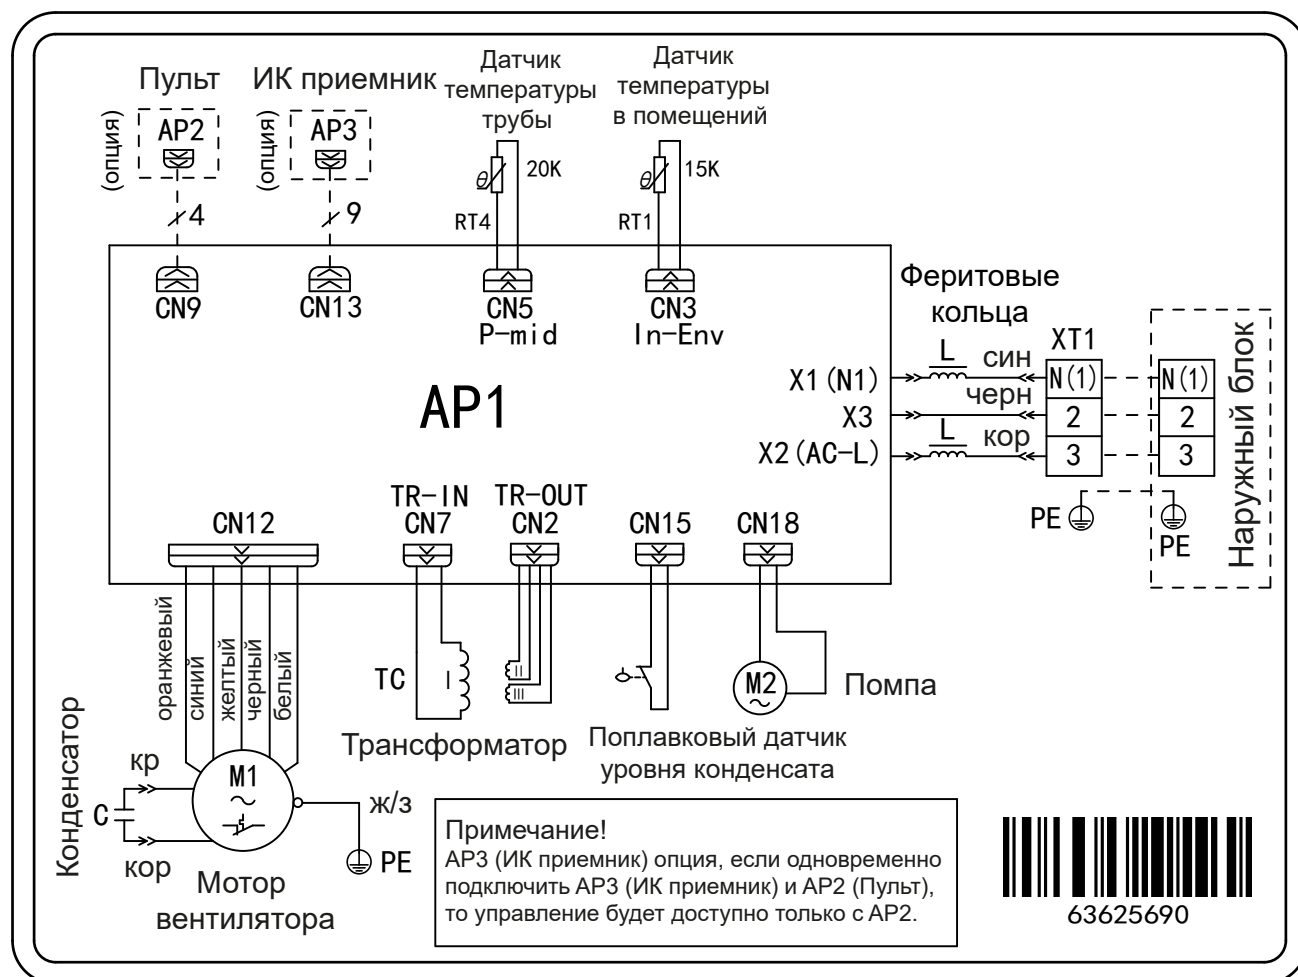 Пульт
(опция)
AP2
4
CN9
ИК приемник
(опция)
AP3
9
CN13
Датчик
температуры
трубы
θ
20K
RT4
CN5
P-mid
Датчик
температуры
в помещений
θ
15K
RT1
CN3
In-Env
AP1
Феритовые
кольца
X1(N1)
L
син
XT1
N(1)
N(1)
X3
черн
2
2
X2(AC-L)
L
кор
3
3
PE
PE
Наружный блок
CN12
TR-IN
CN7
TR-OUT
CN2
CN15
CN18
оранжевый
синий
желтый
черный
белый
TC
I
II
III
Трансформатор
Поплавковый датчик
уровня конденсата
M2
~
Помпа
Конденсатор
C
кр
кор
M1
~
ж/з
PE
Мотор
вентилятора
Примечание!
AP3 (ИК приемник) опция, если одновременно
подключить AP3 (ИК приемник) и AP2 (Пульт),
то управление будет доступно только с AP2.
63625690